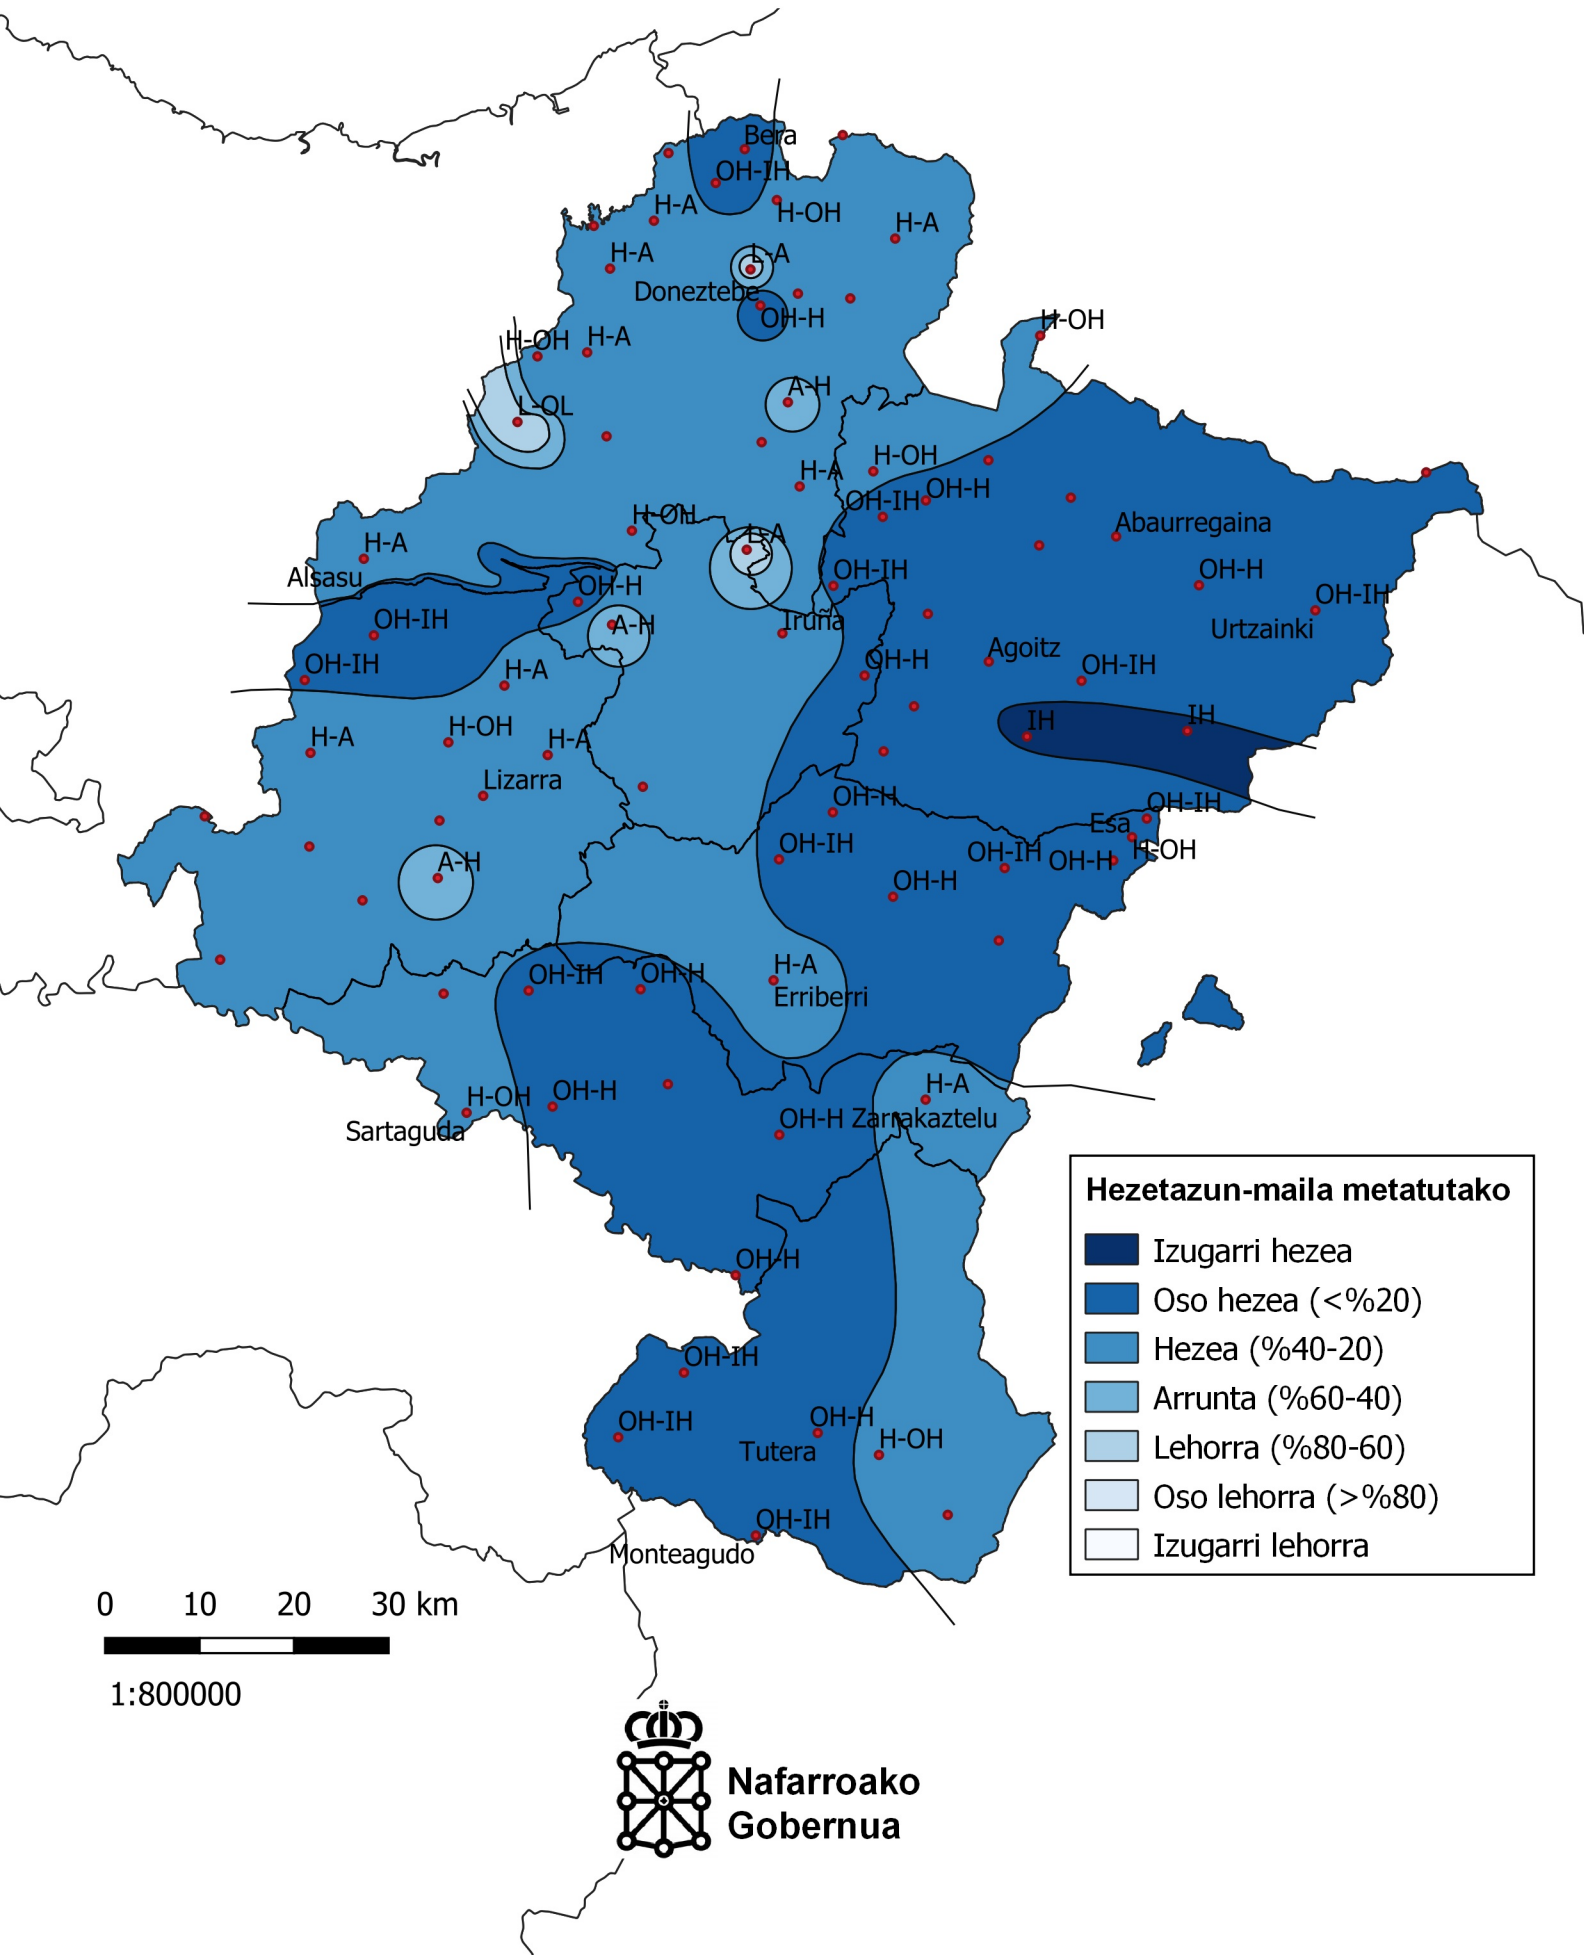 Bera
OH-IH
H-A
H-OH
H-A
H-A
L-A
Doneztebe
OH-H
H-OH
H-OH
H-A
A-H
L-OL
H-OH
H-A
OH-H
OH-IH
H-OH
Abaurregaina
H-A
L-A
Alsasu
OH-H
OH-IH
OH-H
OH-IH
OH-IH
A-H
Iruna
Urtzainki
OH-IH
H-A
OH-H
Agoitz
OH-IH
IH
IH
H-A
H-OH
H-A
Lizarra
OH-H
OH-IH
Esa
OH-IH
A-H
OH-IH
OH-H
H-OH
OH-H
OH-IH
OH-H
H-A
Erriberri
H-OH
OH-H
H-A
Sartaguda
OH-H
Zarrakaztelu
Hezetazun-maila metatutako
Izugarri hezea
OH-H
Oso hezea (<%20)
OH-IH
Hezea (%40-20)
Arrunta (%60-40)
OH-IH
OH-H
H-OH
Tutera
Lehorra (%80-60)
Oso lehorra (>%80)
OH-IH
Monteagudo
Izugarri lehorra
0 10 20 30 km
1:800000
Nafarroako
Gobernua